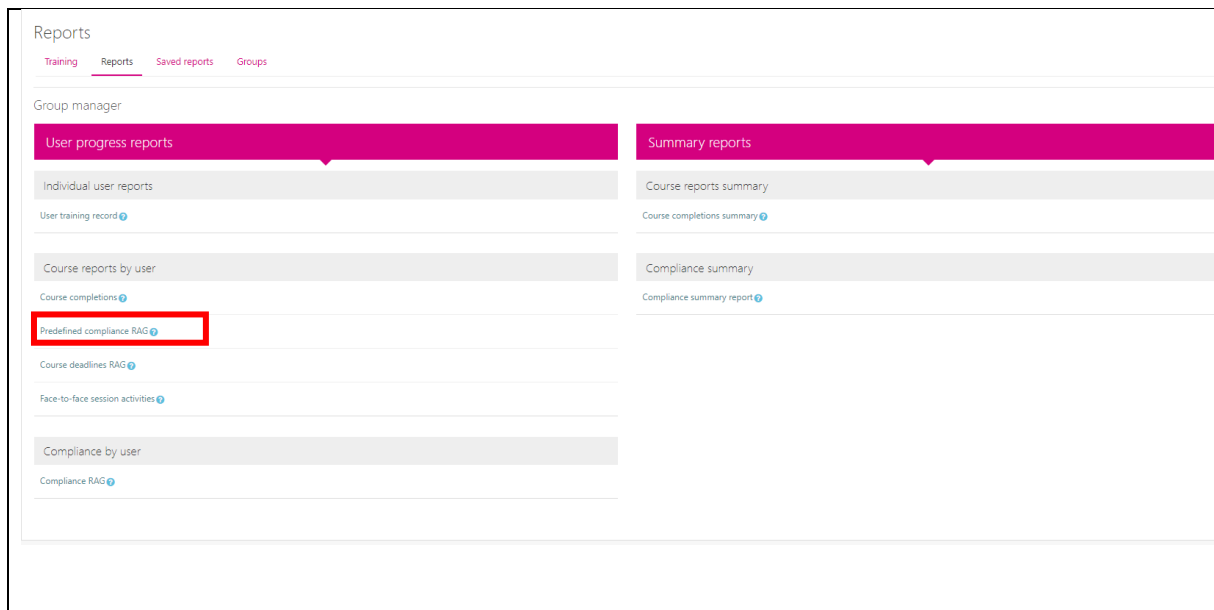 Reports
Training Reports Saved reports Groups
Group manager
User progress reports
Individual user reports
User training record ?
Course reports by user
Course completions ?
Predefined compliance RAG ?
Course deadlines RAG ?
Face-to-face session activities ?
Compliance by user
Compliance RAG ?
Summary reports
Course reports summary
Course completions summary ?
Compliance summary
Compliance summary report ?